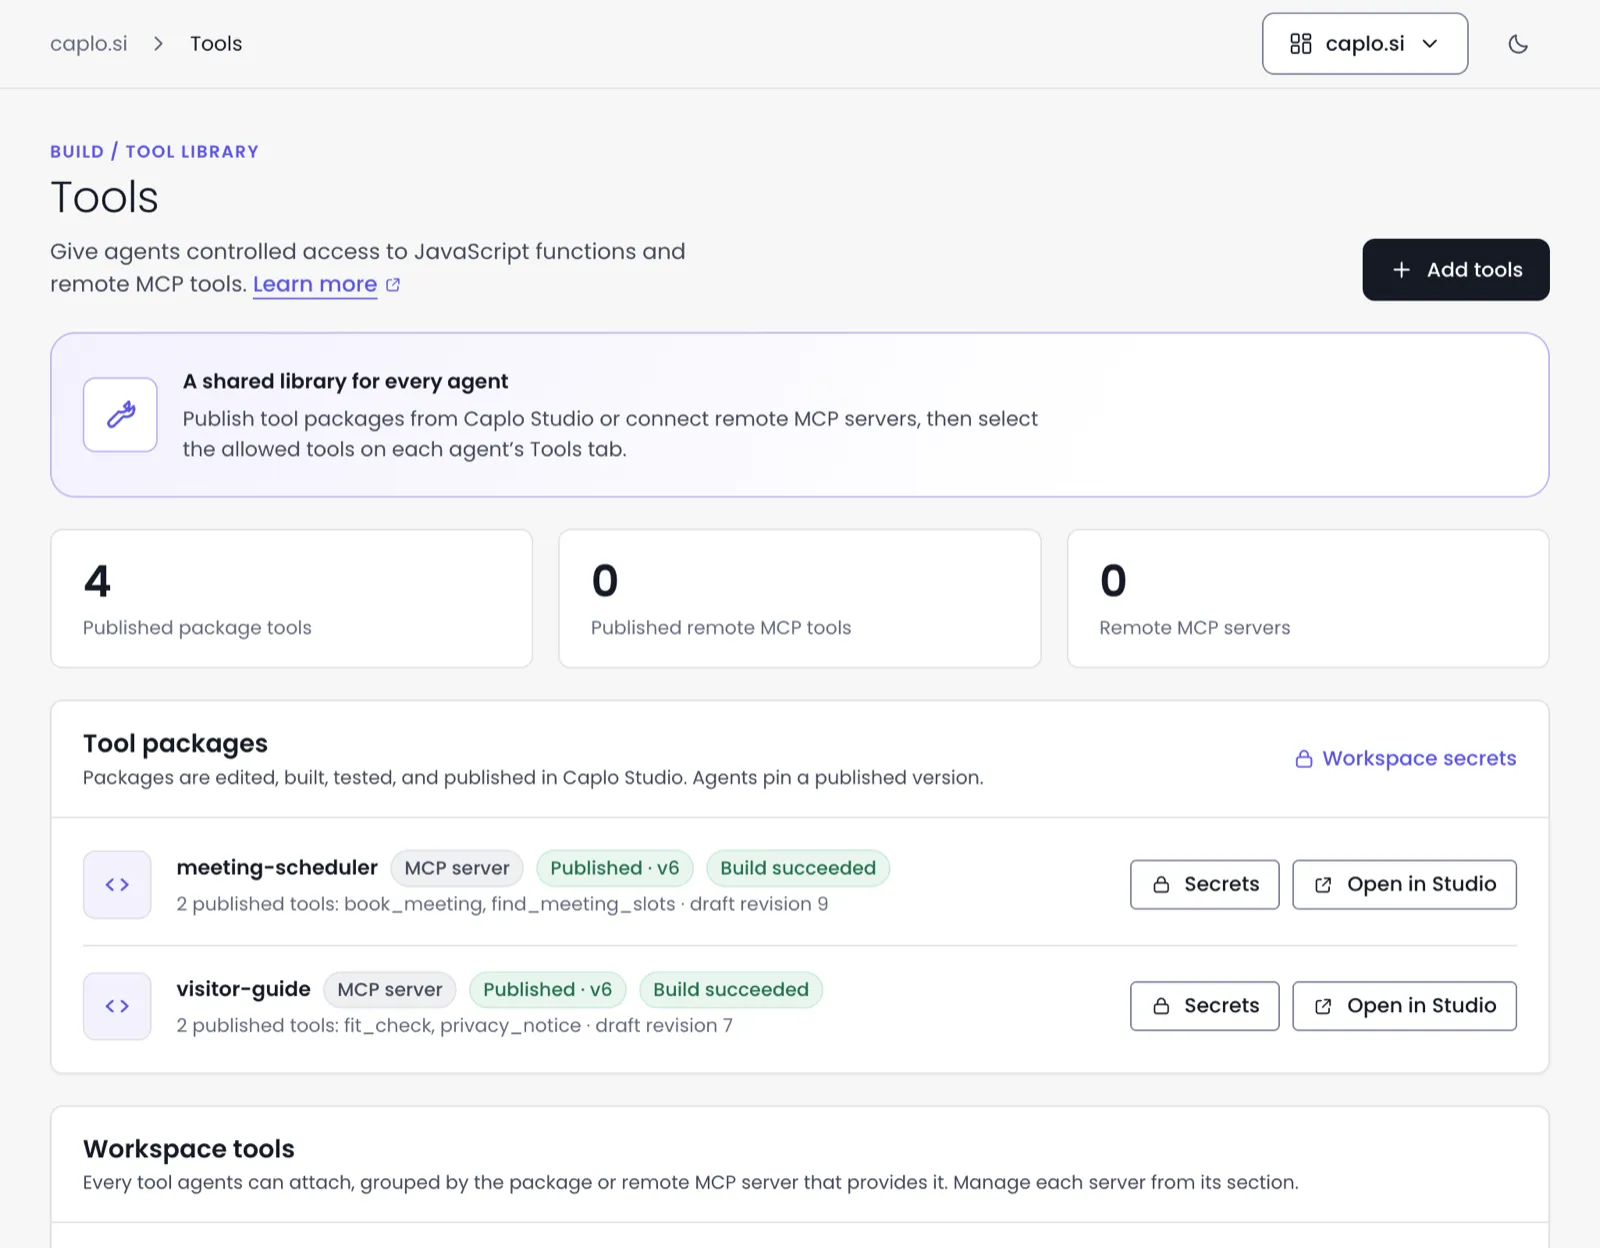 caplo.si > Tools
caplo.si
BUILD / TOOL LIBRARY
Tools
Give agents controlled access to JavaScript functions and
remote MCP tools. Learn more
+ Add tools
A shared library for every agent
Publish tool packages from Caplo Studio or connect remote MCP servers, then select
the allowed tools on each agent’s Tools tab.
4
Published package tools
0
Published remote MCP tools
0
Remote MCP servers
Tool packages
Packages are edited, built, tested, and published in Caplo Studio. Agents pin a published version.
Workspace secrets
meeting-scheduler MCP server Published · v6 Build succeeded
2 published tools: book_meeting, find_meeting_slots · draft revision 9
Secrets
Open in Studio
visitor-guide MCP server Published · v6 Build succeeded
2 published tools: fit_check, privacy_notice · draft revision 7
Secrets
Open in Studio
Workspace tools
Every tool agents can attach, grouped by the package or remote MCP server that provides it. Manage each server from its section.